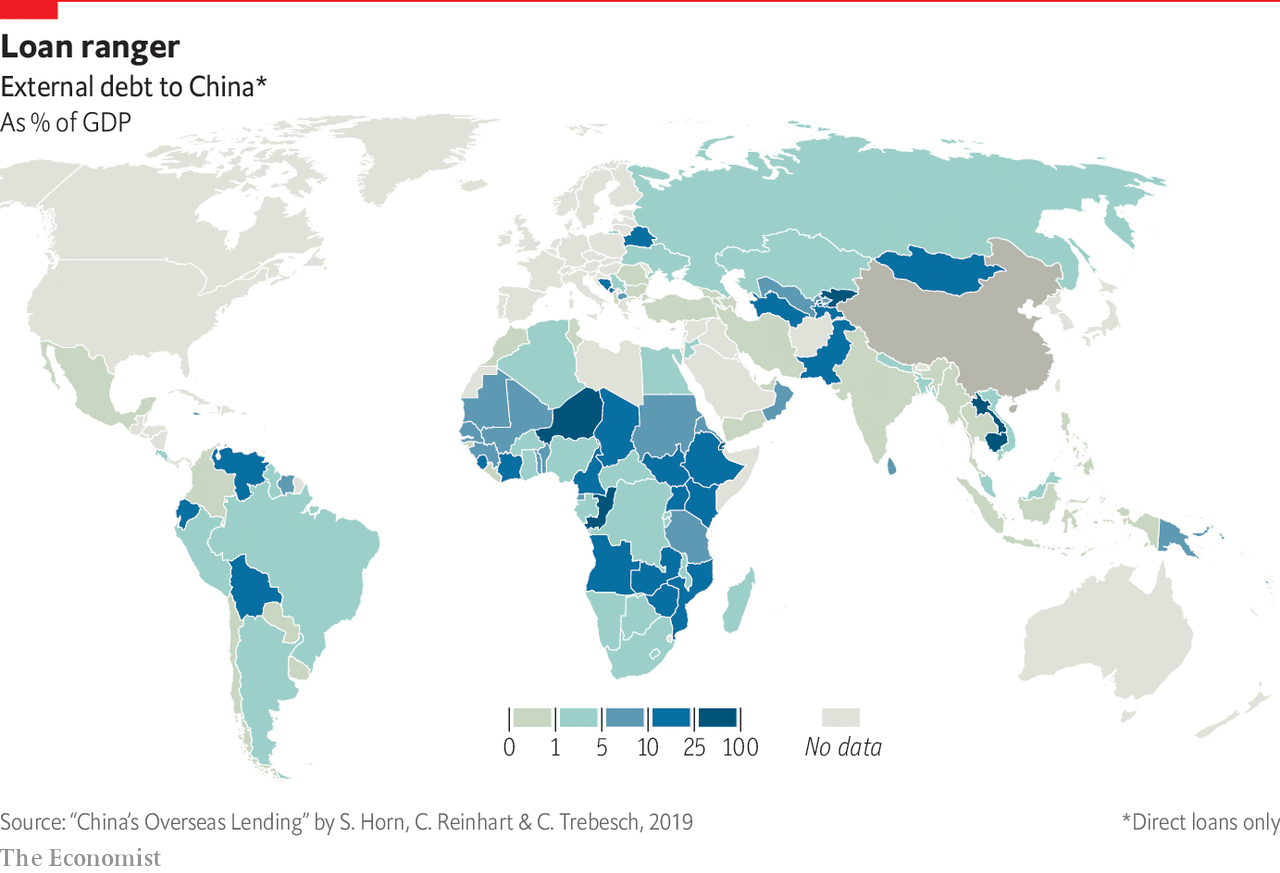 Loan ranger
External debt to China*
As % of GDP
0 1 5 10 25 100 No data
Source: “China’s Overseas Lending” by S. Horn, C. Reinhart & C. Trebesch, 2019 *Direct loans only
The Economist